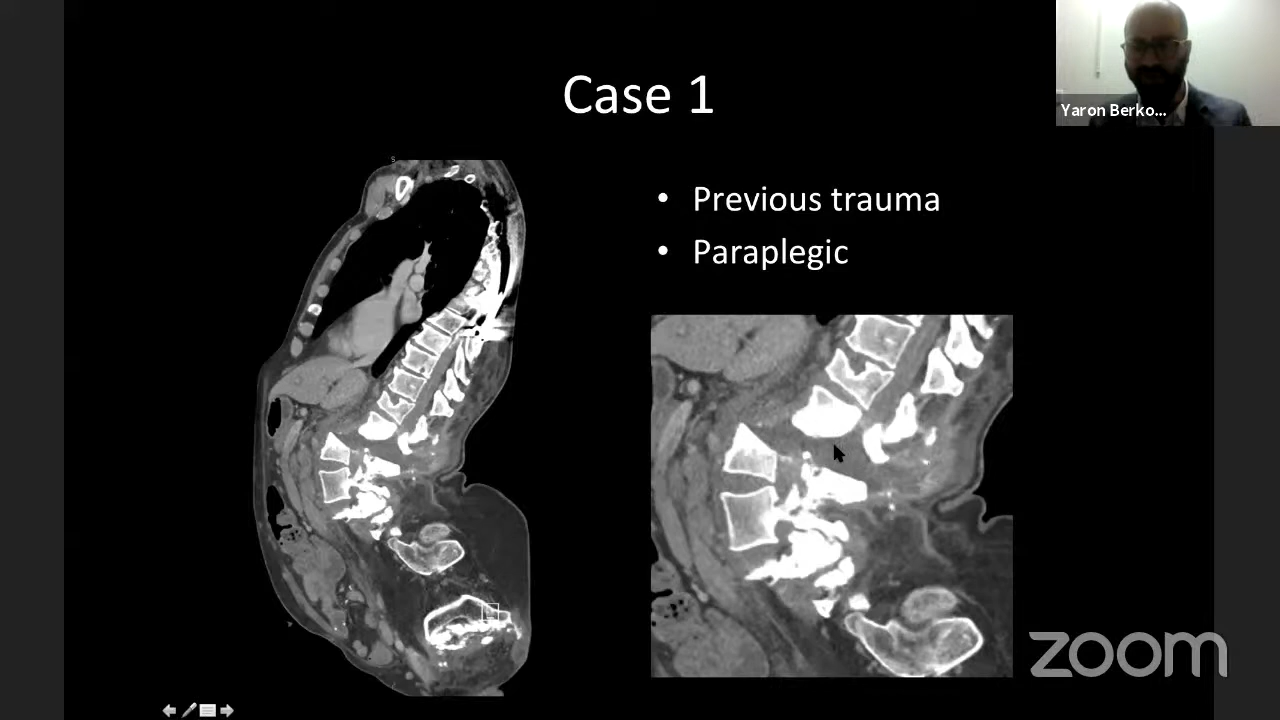 Case 1
Yaron Berko...
• Previous trauma
• Paraplegic
zoom